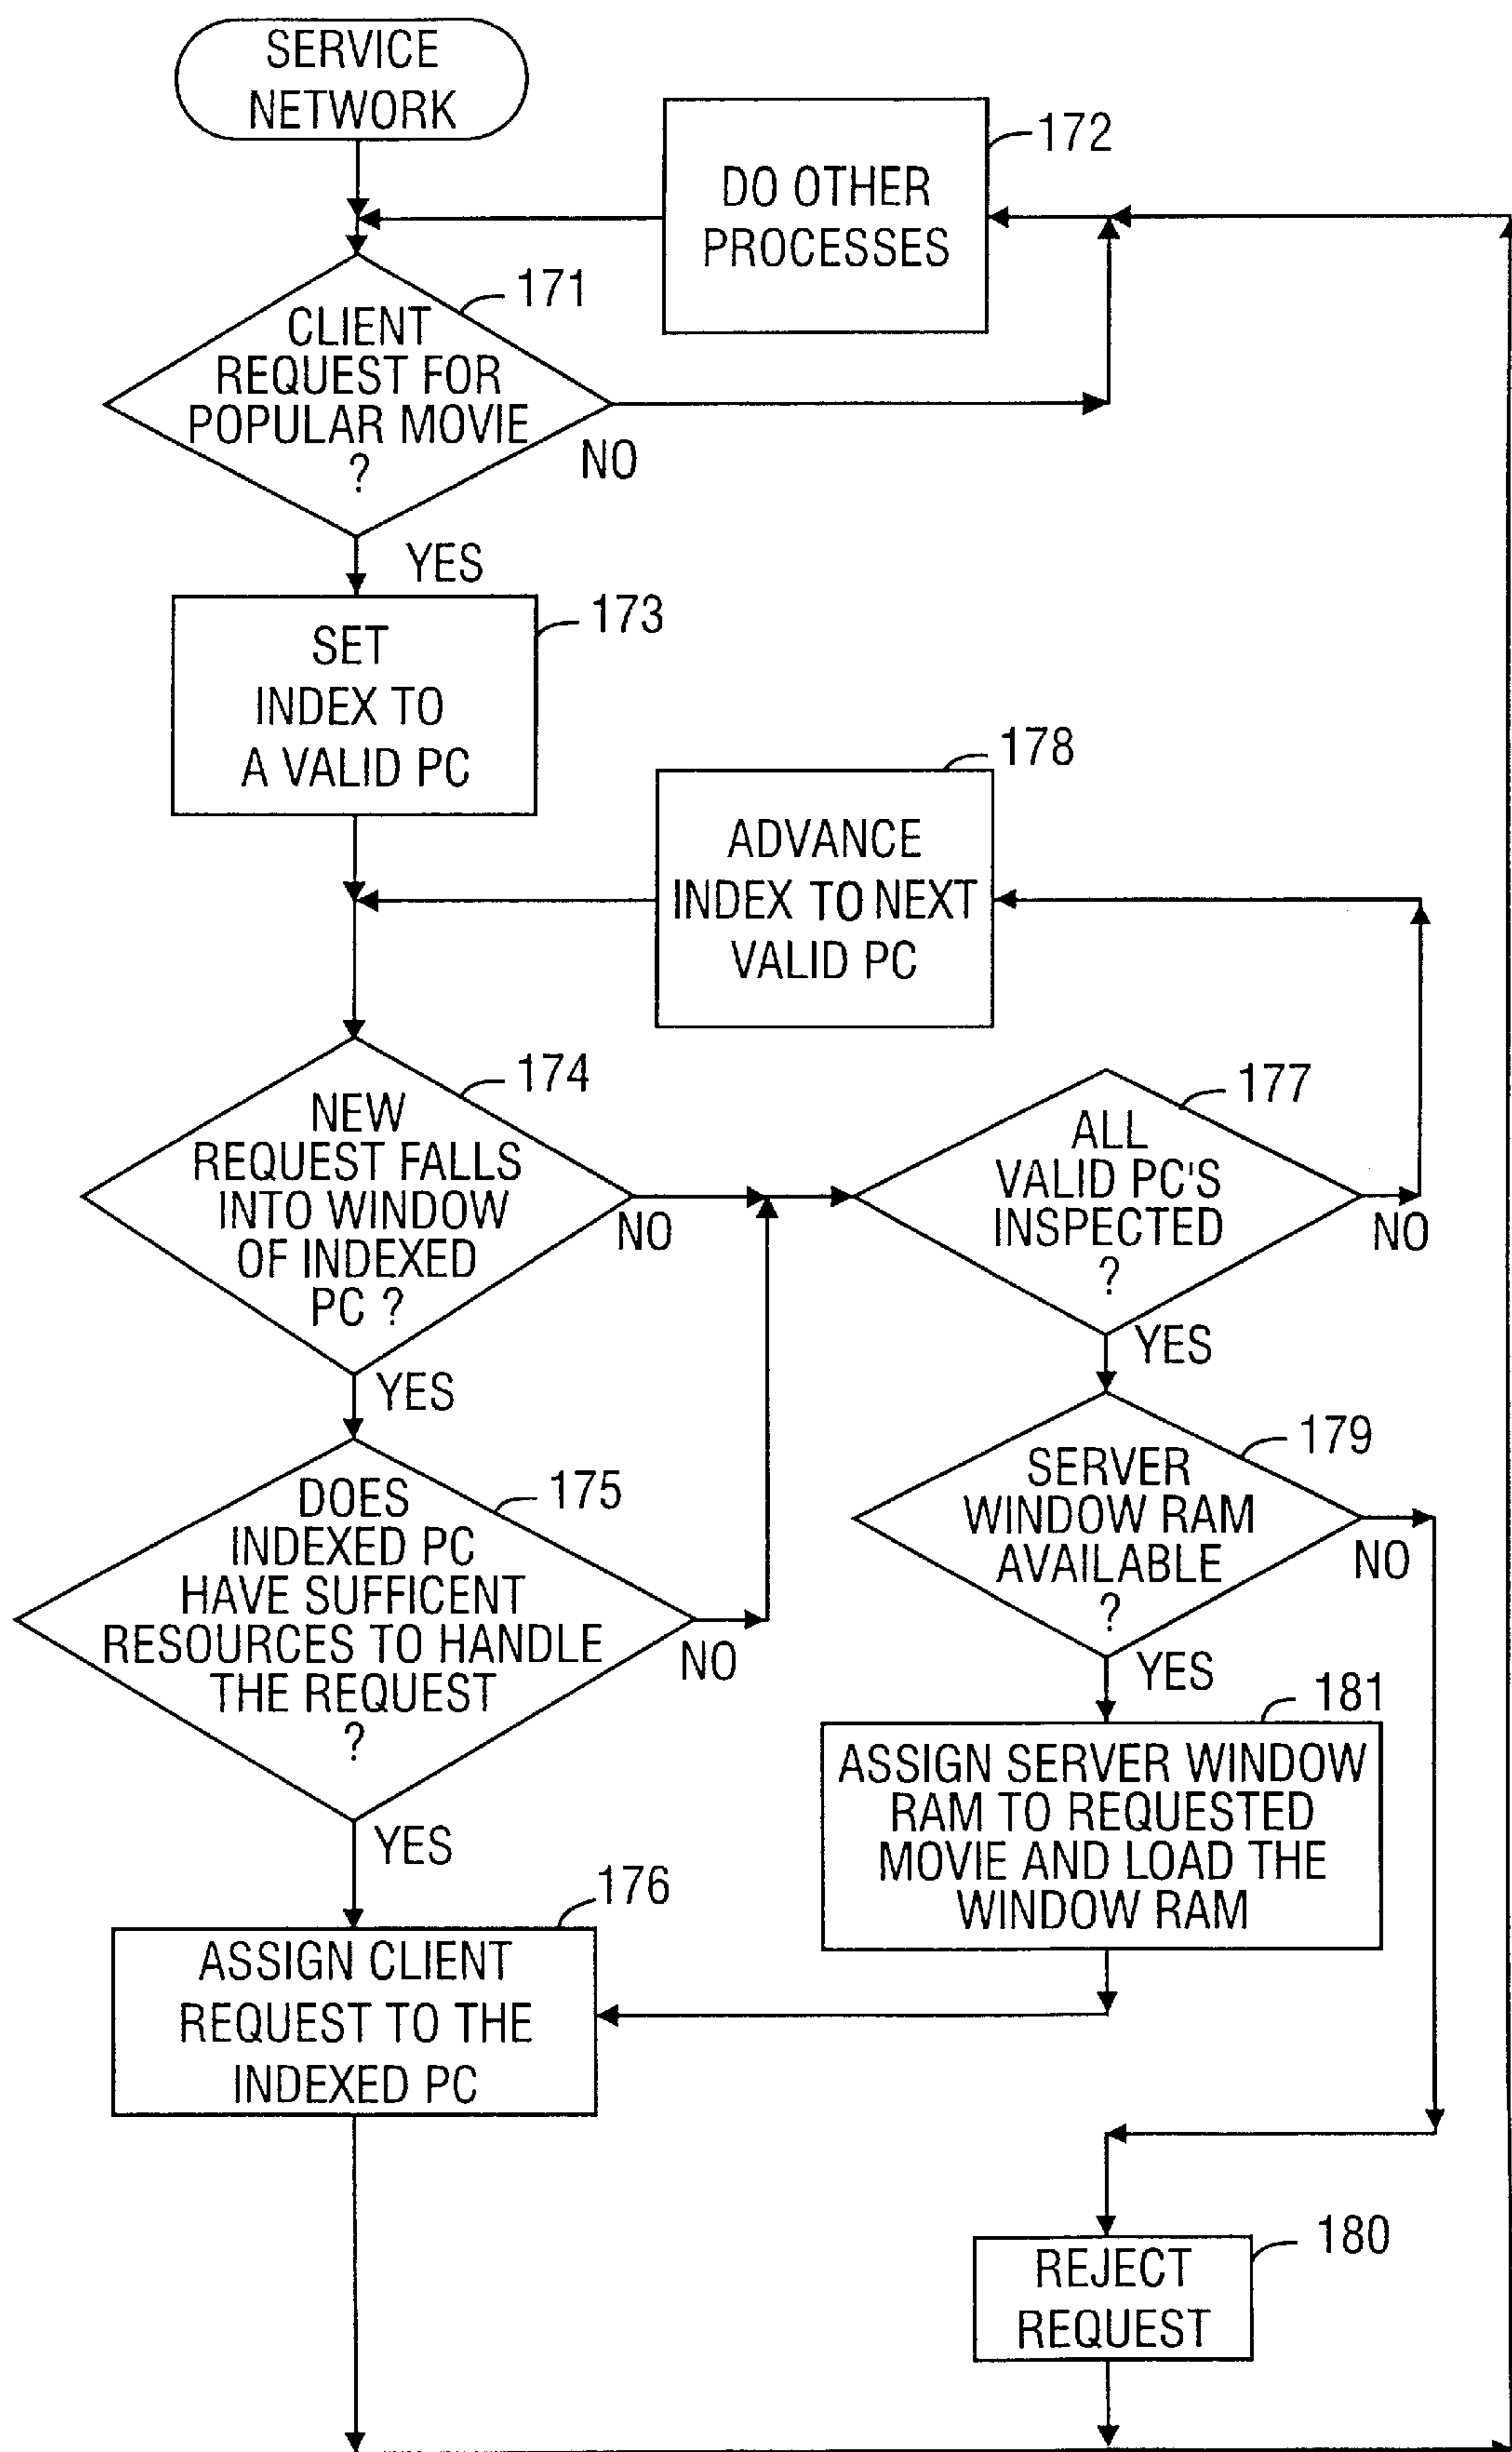 SERVICE
NETWORK
172
DO OTHER
PROCESSES
171
CLIENT
REQUEST FOR
POPULAR MOVIE
?
NO
YES
173
SET
INDEX TO
A VALID PC
178
ADVANCE
INDEX TO NEXT
VALID PC
174
NEW
REQUEST FALLS
INTO WINDOW
OF INDEXED
PC ?
NO
YES
177
ALL
VALID PC'S
INSPECTED
?
NO
YES
175
DOES
INDEXED PC
HAVE SUFFICENT
RESOURCES TO HANDLE
THE REQUEST
?
NO
YES
179
SERVER
WINDOW RAM
AVAILABLE
?
NO
YES
181
ASSIGN SERVER WINDOW
RAM TO REQUESTED
MOVIE AND LOAD THE
WINDOW RAM
176
ASSIGN CLIENT
REQUEST TO THE
INDEXED PC
180
REJECT
REQUEST